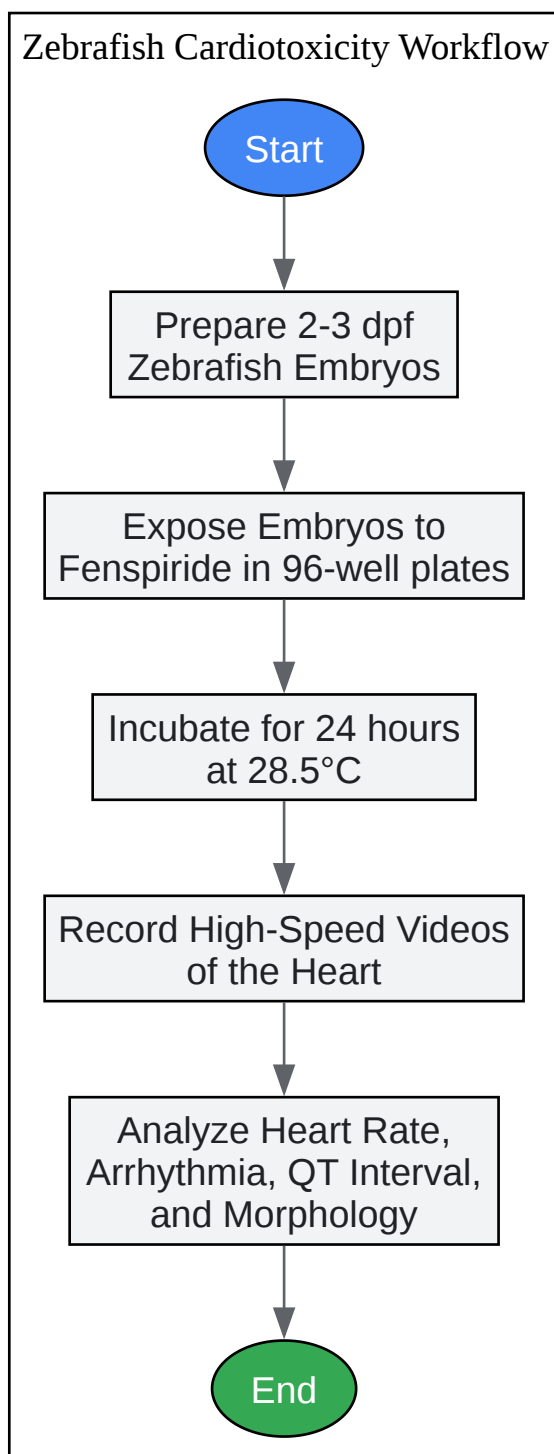 Zebrafish Cardiotoxicity Workflow
Start
Prepare 2-3 dpf
Zebrafish Embryos
Expose Embryos to
Fenspiride in 96-well plates
Incubate for 24 hours
at 28.5°C
Record High-Speed Videos
of the Heart
Analyze Heart Rate,
Arrhythmia, QT Interval,
and Morphology
End